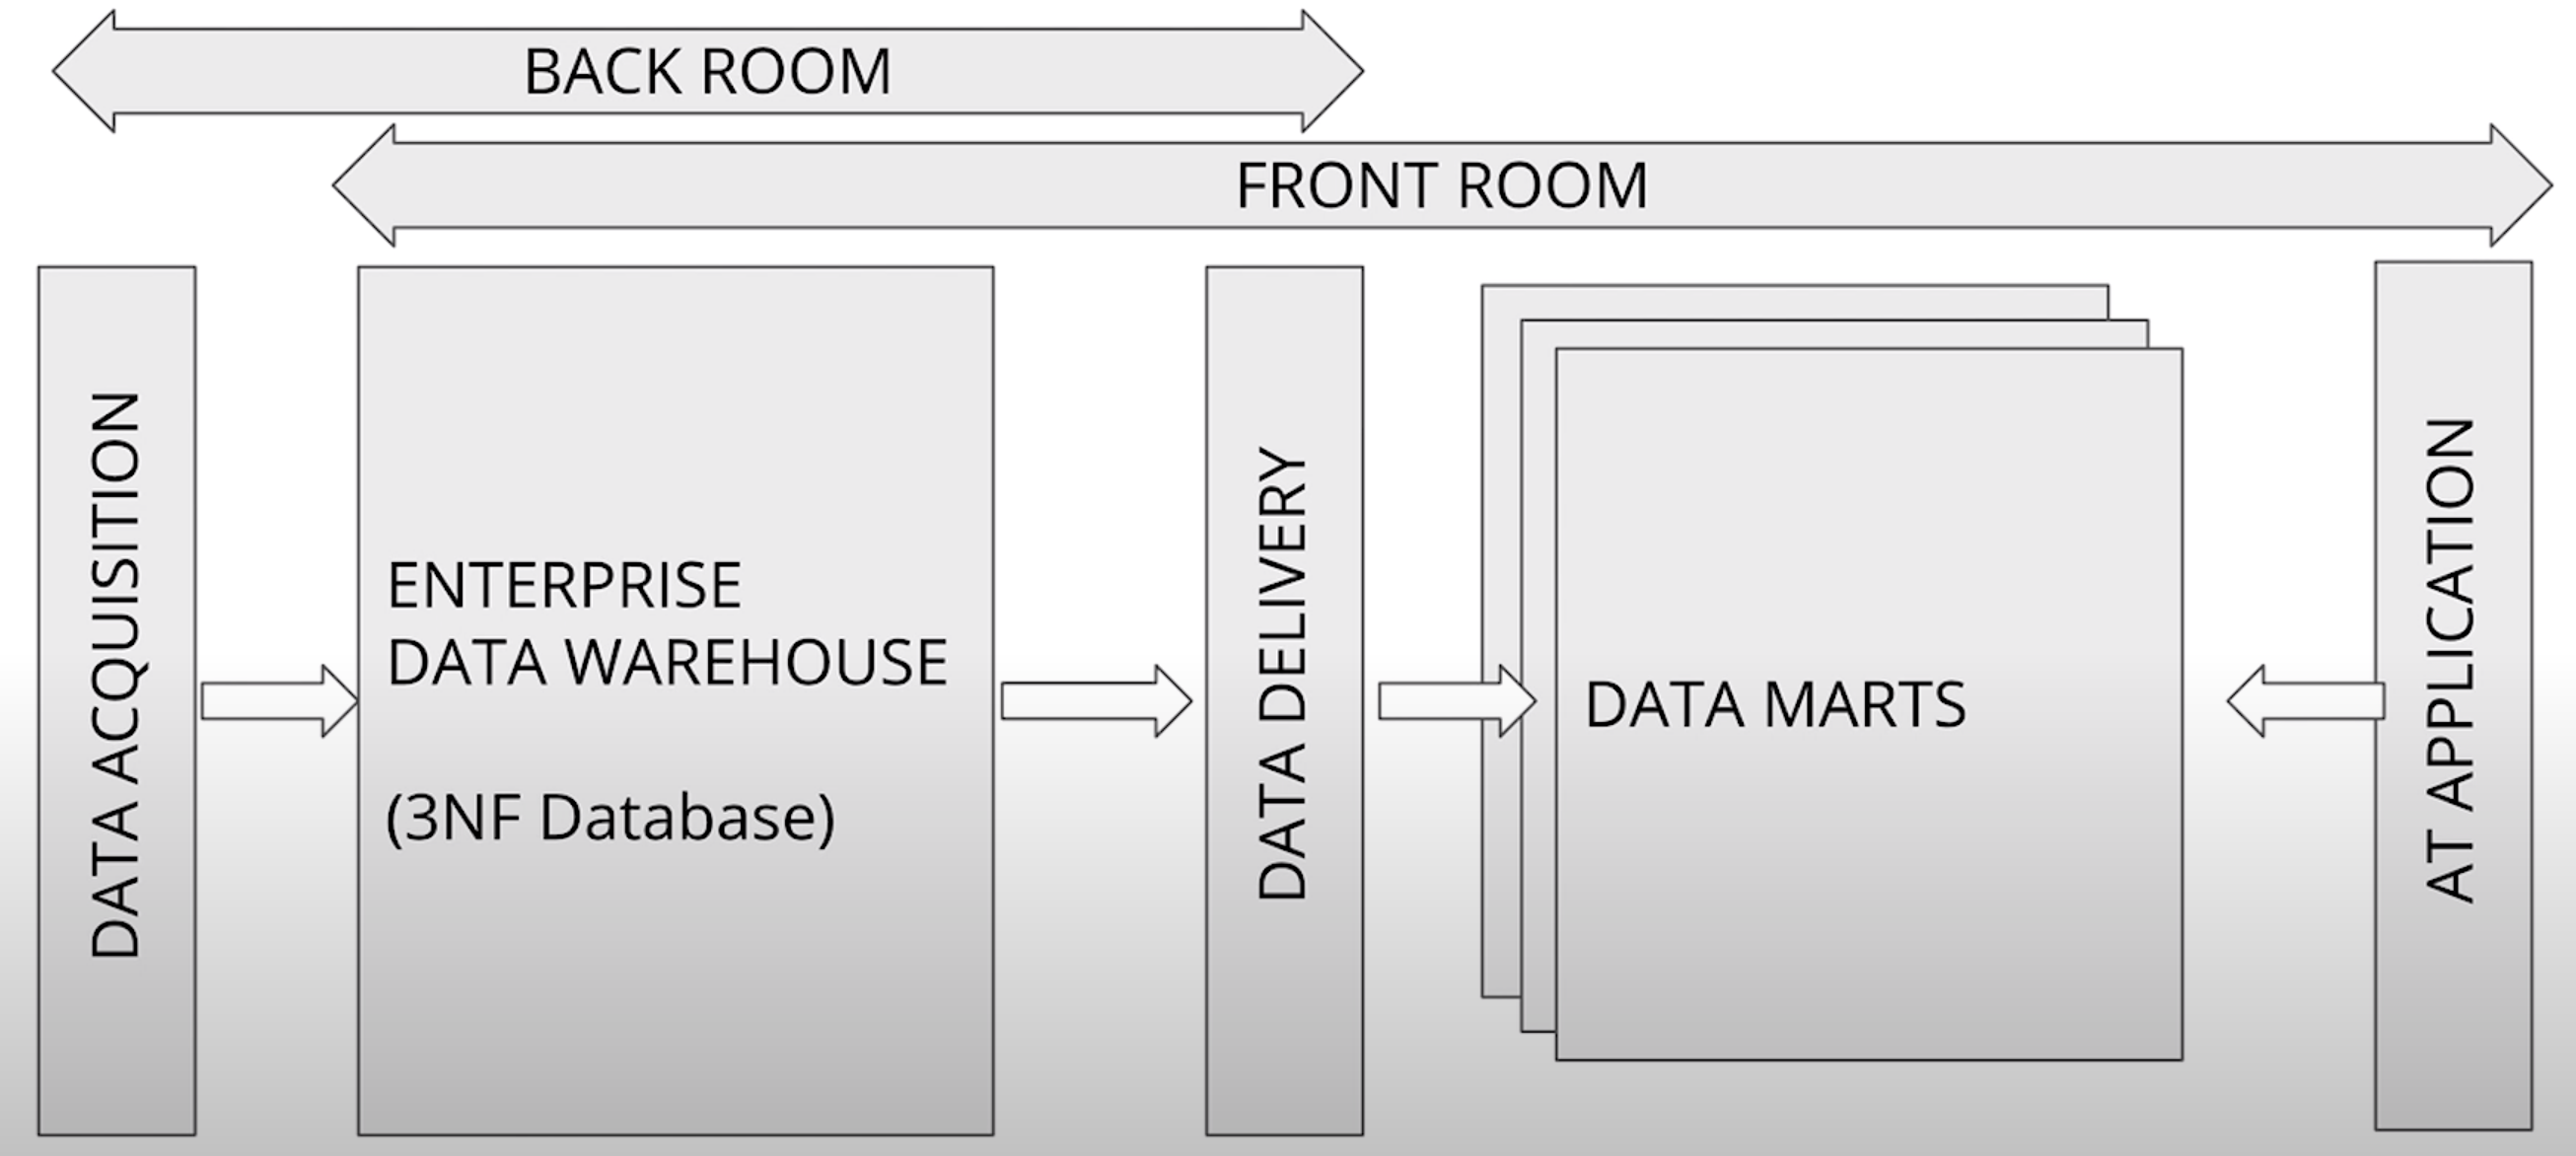 BACK ROOM
FRONT ROOM
DATA ACQUISITION
ENTERPRISE
DATA WAREHOUSE
(3NF Database)
DATA DELIVERY
DATA MARTS
AT APPLICATION